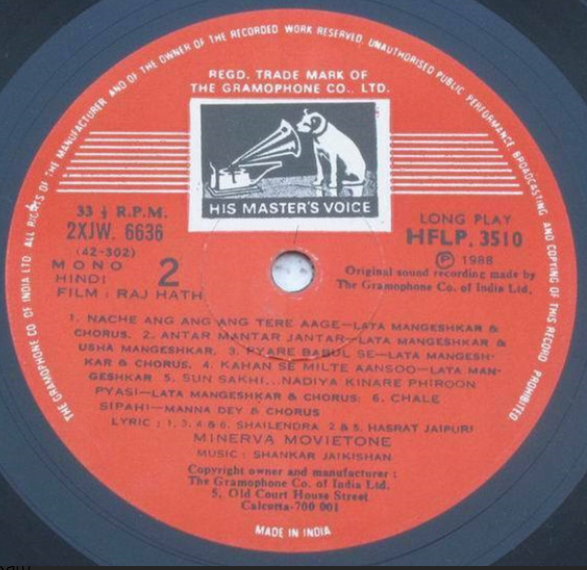 ALL RIGHTS OF THE MANUFACTURER AND OF THE OWNER OF THE RECORDED WORK RESERVED. UNAUTHORISED PUBLIC PERFORMANCE, BROADCASTING AND COPYING OF THIS RECORD PROHIBITED
THE GRAMOPHONE CO. OF INDIA LTD.
REGD. TRADE MARK OF
THE GRAMOPHONE CO., LTD.
HIS MASTER'S VOICE
33 ⅓ R.P.M.
2XJW. 6636
(42-302)
MONO
HINDI
2
FILM : RAJ HATH
LONG PLAY
HFLP. 3510
Ⓟ 1988
Original sound recording made by
The Gramophone Co. of India Ltd.
1. NACHE ANG ANG ANG TERE AAGE—LATA MANGESHKAR &
CHORUS. 2. ANTAR MANTAR JANTAR—LATA MANGESHKAR &
USHA MANGESHKAR. 3. PYARE BABUL SE—LATA MANGESH-
KAR & CHORUS. 4. KAHAN SE MILTE AANSOO—LATA MAN-
GESHKAR 5. SUN SAKHI...NADIYA KINARE PHIROON
PYASI—LATA MANGESHKAR & CHORUS; 6. CHALE
SIPAHI—MANNA DEY & CHORUS
LYRIC : 1, 3, 4 & 6. SHAILENDRA 2 & 5. HASRAT JAIPURI
MINERVA MOVIETONE
MUSIC : SHANKAR JAIKISHAN
Copyright owner and manufacturer :
The Gramophone Co. of India Ltd.
5, Old Court House Street
Calcutta-700 001
MADE IN INDIA